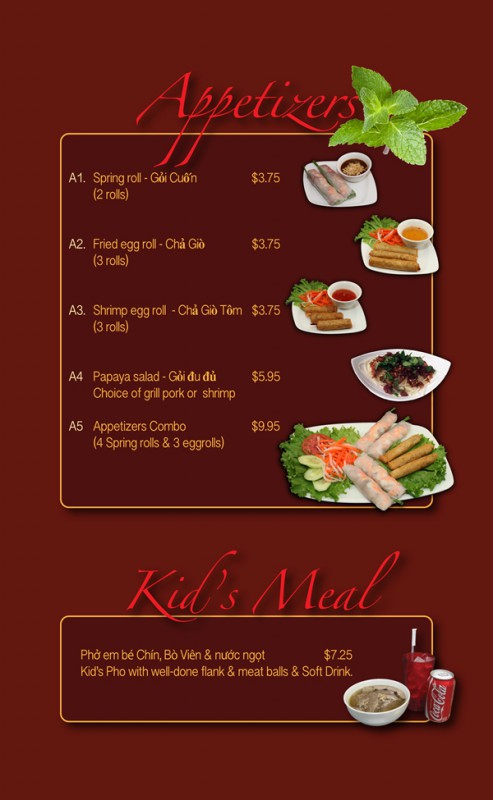 Appetizers
A1. Spring roll - Gỏi Cuốn $3.75
(2 rolls)
A2. Fried egg roll - Chả Giò $3.75
(3 rolls)
A3. Shrimp egg roll - Chả Giò Tôm $3.75
(3 rolls)
A4 Papaya salad - Gỏi đu đủ $5.95
Choice of grill pork or shrimp
A5 Appetizers Combo $9.95
(4 Spring rolls & 3 eggrolls)
Kid's Meal
Phở em bé Chín, Bò Viên & nước ngọt $7.25
Kid's Pho with well-done flank & meat balls & Soft Drink.
Coca-Cola